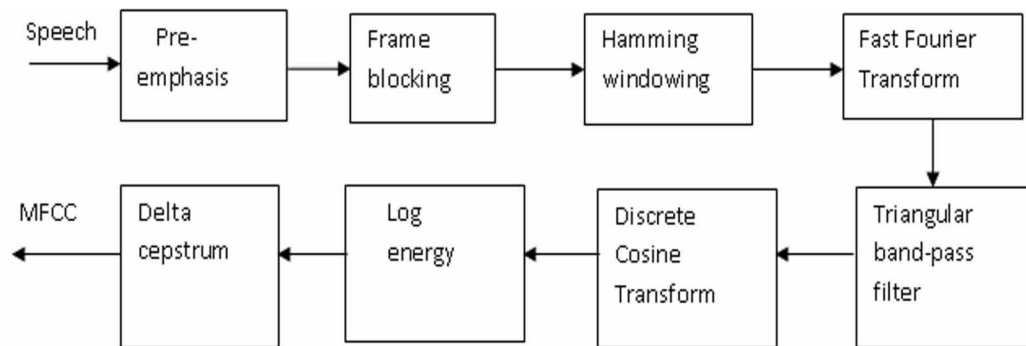 Speech
Pre-
emphasis
Frame
blocking
Hamming
windowing
Fast Fourier
Transform
MFCC
Delta
cepstrum
Log
energy
Discrete
Cosine
Transform
Triangular
band-pass
filter